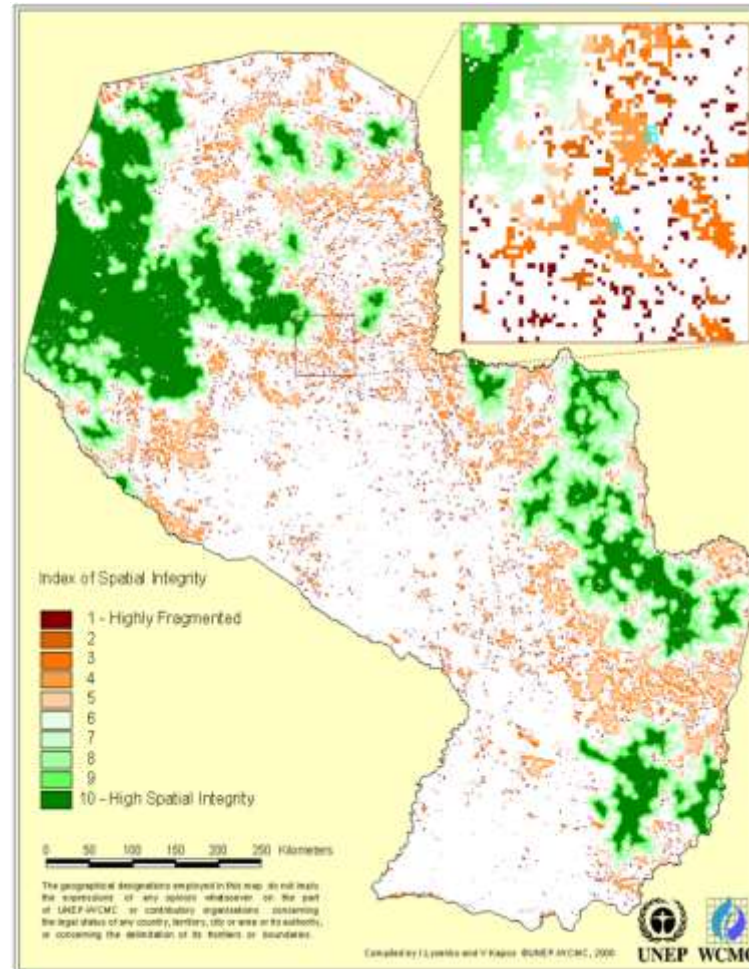 Index of Spatial Integrity
1 - Highly Fragmented
2
3
4
5
6
7
8
9
10 - High Spatial Integrity
0 50 100 150 200 250 Kilometers
The geographical designations employed in this map do not imply
the expressions of any opinion whatsoever on the part
of UNEP-WCMC or contributory organisations concerning
the legal status of any country, territory, city or area or its authority,
or concerning the delimitation of its frontiers or boundaries.
Compiled by I Lysenko and V Kapos ©UNEP-WCMC, 2000
UNEP WCMC